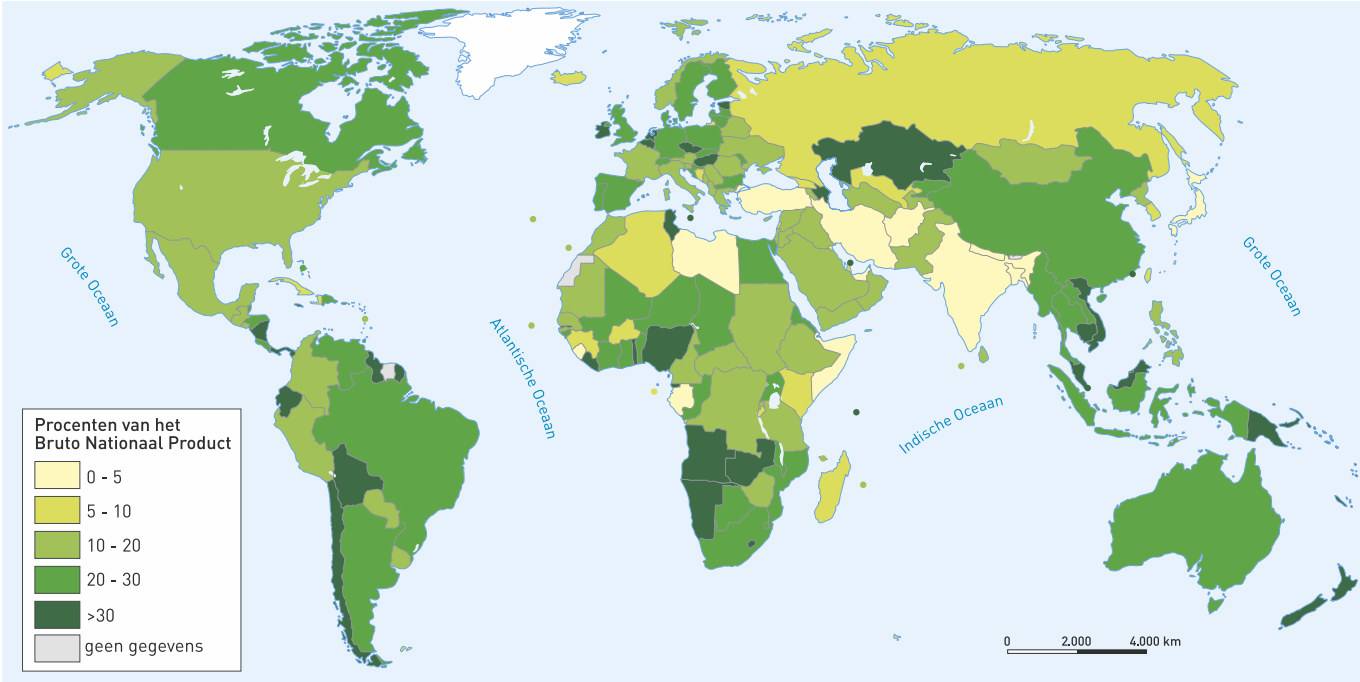 Grote Oceaan
Atlantische Oceaan
Indische Oceaan
Grote Oceaan
Procenten van het
Bruto Nationaal Product
0 - 5
5 - 10
10 - 20
20 - 30
>30
geen gegevens
0 2.000 4.000 km